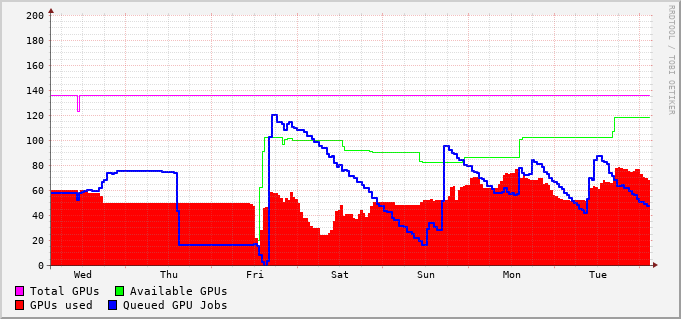 200
180
160
140
120
100
80
60
40
20
0
Wed Thu Fri Sat Sun Mon Tue
Total GPUs Available GPUs
GPUs used Queued GPU Jobs
RRDTOOL / TOBI OETIKER